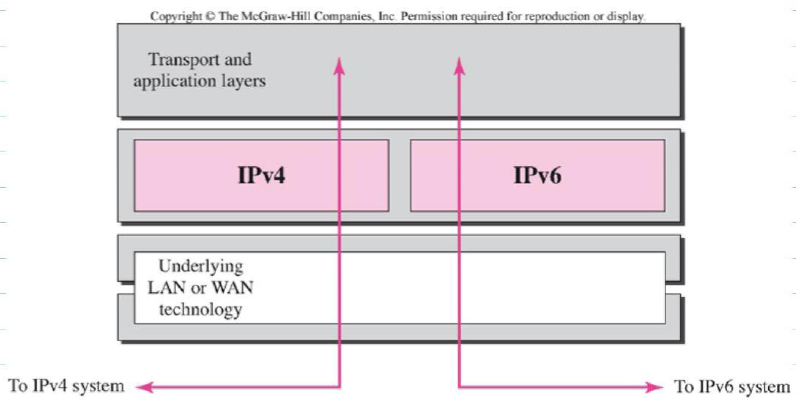 Copyright © The McGraw-Hill Companies, Inc. Permission required for reproduction or display.
Transport and
application layers
IPv4
IPv6
Underlying
LAN or WAN
technology
To IPv4 system
To IPv6 system